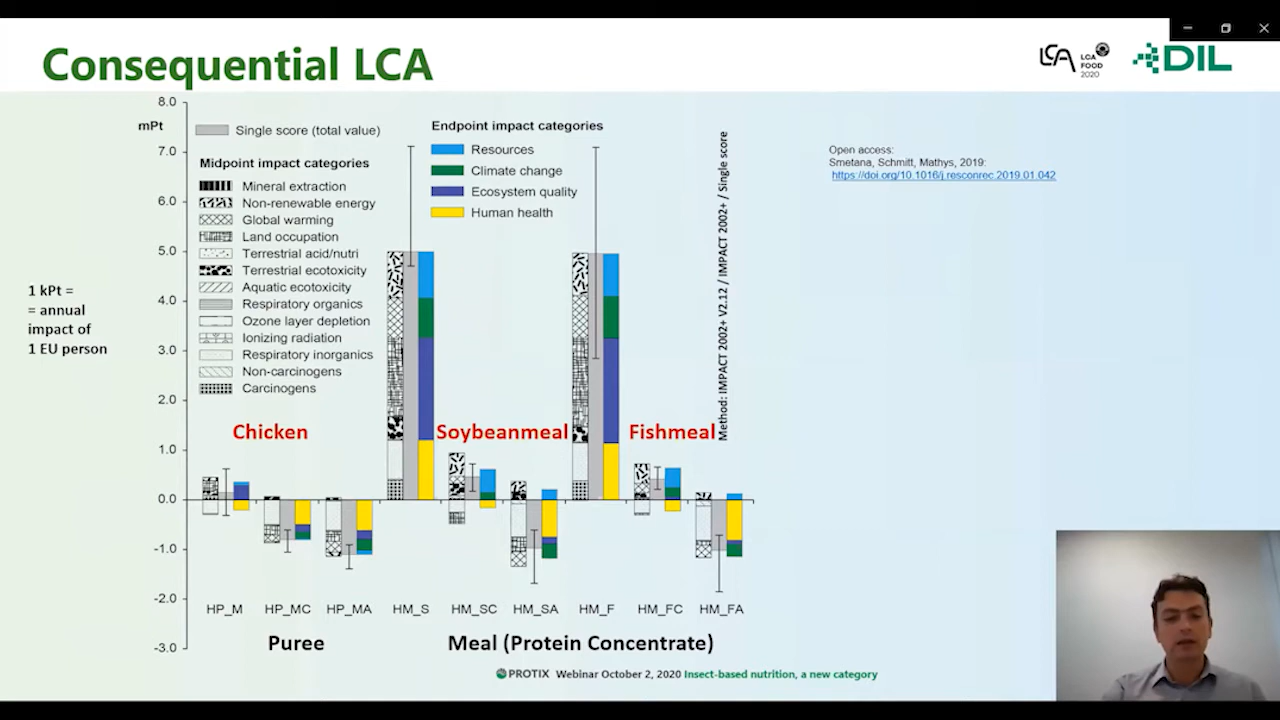 Consequential LCA
LCA
LCA
FOOD
2020
DIL
8.0
mPt
7.0
6.0
5.0
4.0
3.0
2.0
1.0
0.0
-1.0
-2.0
-3.0
Single score (total value)
Midpoint impact categories
Mineral extraction
Non-renewable energy
Global warming
Land occupation
Terrestrial acid/nutri
Terrestrial ecotoxicity
Aquatic ecotoxicity
Respiratory organics
Ozone layer depletion
Ionizing radiation
Respiratory inorganics
Non-carcinogens
Carcinogens
Endpoint impact categories
Resources
Climate change
Ecosystem quality
Human health
Method: IMPACT 2002+ V2.12 / IMPACT 2002+ / Single score
Open access:
Smetana, Schmitt, Mathys, 2019:
https://doi.org/10.1016/j.resconrec.2019.01.042
1 kPt =
= annual
impact of
1 EU person
Chicken
Soybeanmeal
Fishmeal
HP_M HP_MC HP_MA HM_S HM_SC HM_SA HM_F HM_FC HM_FA
Puree
Meal (Protein Concentrate)
PROTIX Webinar October 2, 2020 Insect-based nutrition, a new category